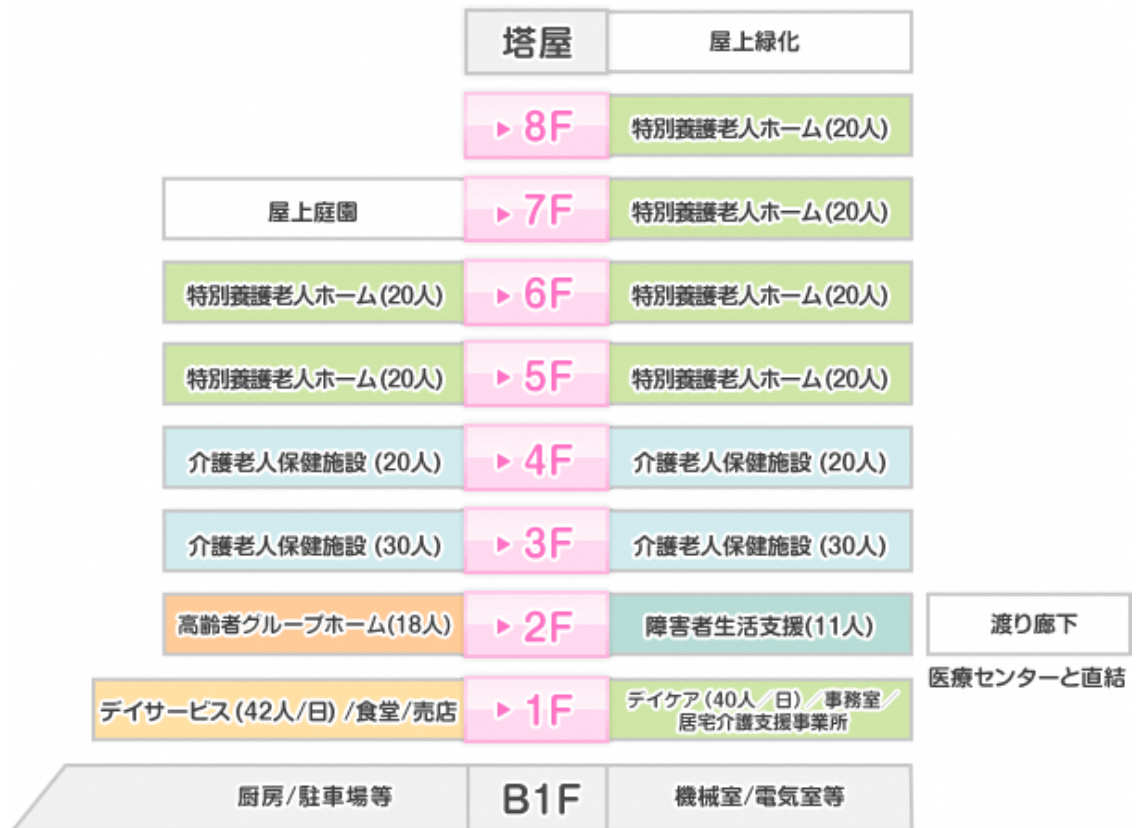 塔屋
屋上緑化
▶ 8F
特別養護老人ホーム(20人)
屋上庭園
▶ 7F
特別養護老人ホーム(20人)
特別養護老人ホーム(20人)
▶ 6F
特別養護老人ホーム(20人)
特別養護老人ホーム(20人)
▶ 5F
特別養護老人ホーム(20人)
介護老人保健施設 (20人)
▶ 4F
介護老人保健施設 (20人)
介護老人保健施設 (30人)
▶ 3F
介護老人保健施設 (30人)
高齢者グループホーム(18人)
▶ 2F
障害者生活支援(11人)
渡り廊下
医療センターと直結
デイサービス(42人/日) /食堂/売店
▶ 1F
デイケア(40人/日)/事務室/
居宅介護支援事業所
厨房/駐車場等
B1F
機械室/電気室等